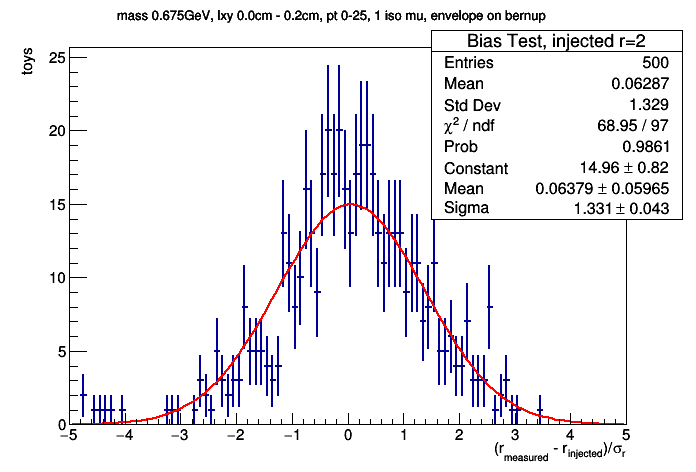 mass 0.675GeV, lxy 0.0cm - 0.2cm, pt 0-25, 1 iso mu, envelope on bernup
Bias Test, injected r=2
Entries 500
Mean 0.06287
Std Dev 1.329
χ² / ndf 68.95 / 97
Prob 0.9861
Constant 14.96 ± 0.82
Mean 0.06379 ± 0.05965
Sigma 1.331 ± 0.043
toys
25
20
15
10
5
0
−5 −4 −3 −2 −1 0 1 2 3 4 5
(r_measured - r_injected)/σ_r